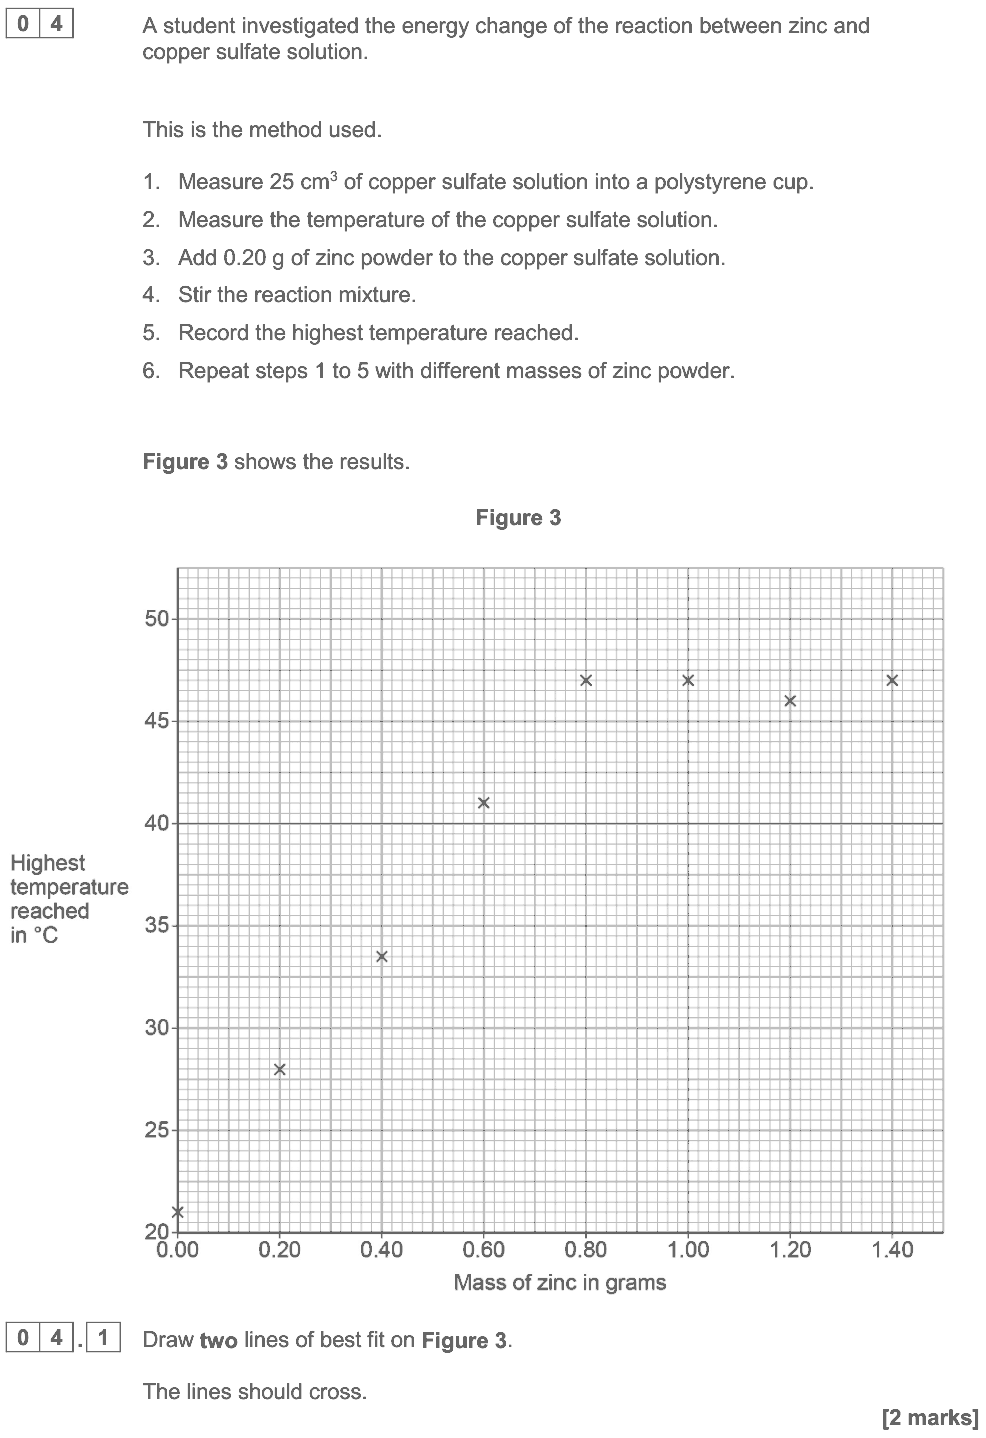 0 4 A student investigated the energy change of the reaction between zinc and
copper sulfate solution.
This is the method used.
1. Measure 25 cm³ of copper sulfate solution into a polystyrene cup.
2. Measure the temperature of the copper sulfate solution.
3. Add 0.20 g of zinc powder to the copper sulfate solution.
4. Stir the reaction mixture.
5. Record the highest temperature reached.
6. Repeat steps 1 to 5 with different masses of zinc powder.
Figure 3 shows the results.
Figure 3
50
45
40
Highest
temperature
reached
in °C
35
30
25
20
0.00 0.20 0.40 0.60 0.80 1.00 1.20 1.40
Mass of zinc in grams
0 4 . 1 Draw two lines of best fit on Figure 3.
The lines should cross.
[2 marks]